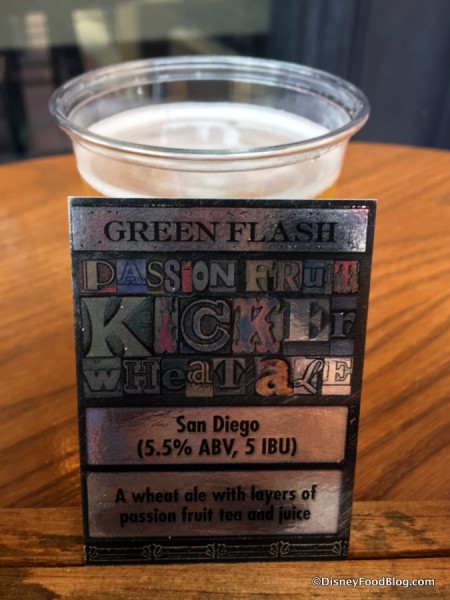 GREEN FLASH
PASSION FRUIT
KICKER
WHeaT aLE
San Diego
(5.5% ABV, 5 IBU)
A wheat ale with layers of
passion fruit tea and juice
©DisneyFoodBlog.com